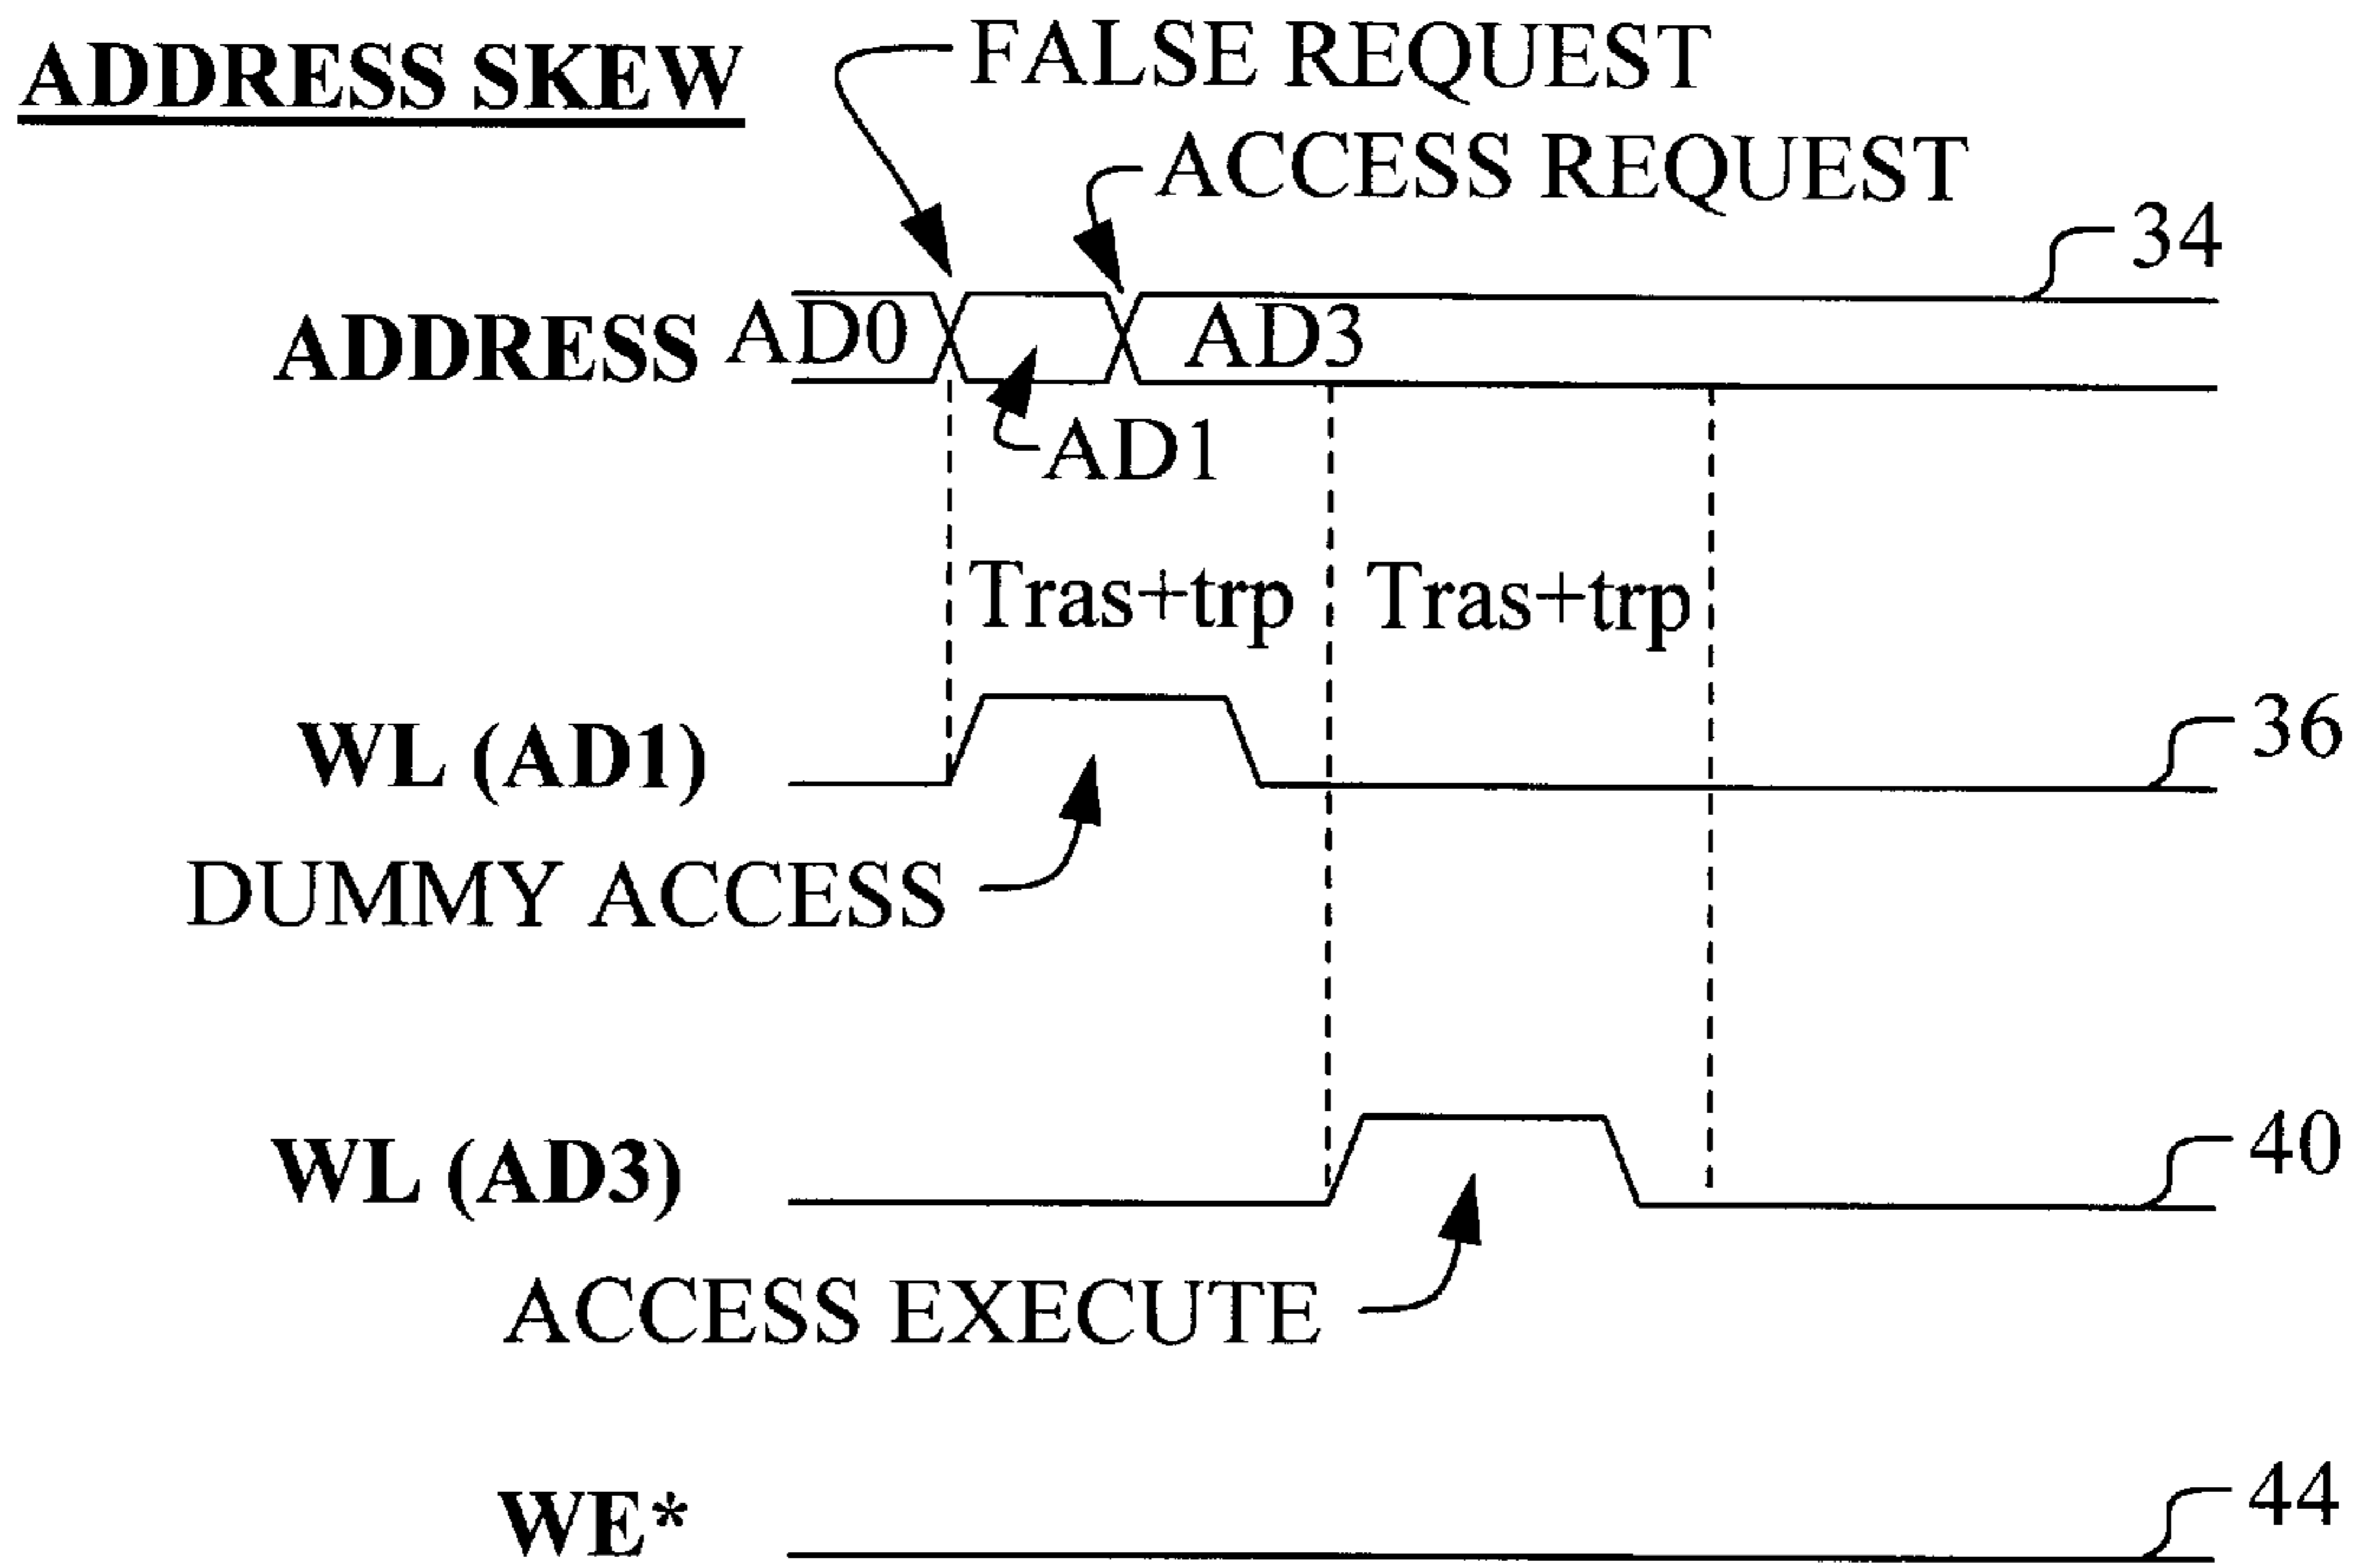 ADDRESS SKEW
FALSE REQUEST
ACCESS REQUEST
34
ADDRESS AD0 AD3
AD1
Tras+trp Tras+trp
WL (AD1)
36
DUMMY ACCESS
WL (AD3)
40
ACCESS EXECUTE
WE*
44